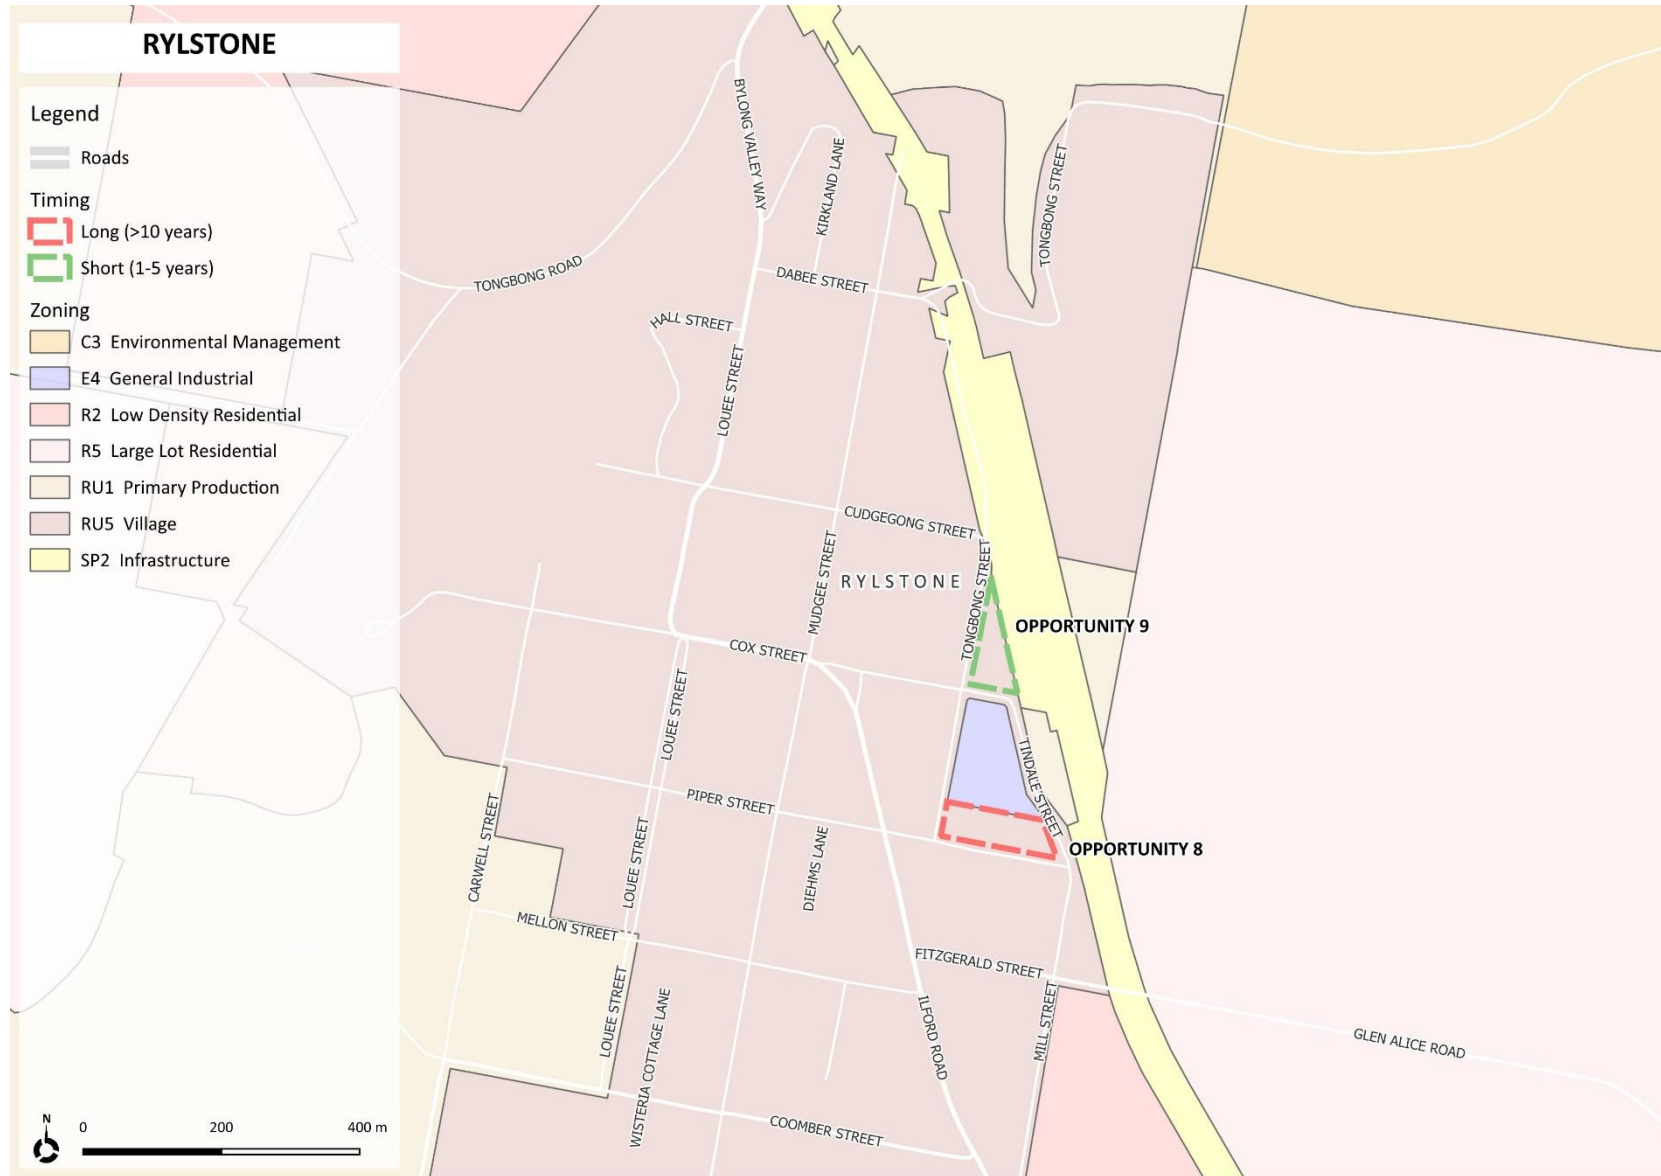 RYLSTONE
Legend
Roads
Timing
Long (>10 years)
Short (1-5 years)
Zoning
C3 Environmental Management
E4 General Industrial
R2 Low Density Residential
R5 Large Lot Residential
RU1 Primary Production
RU5 Village
SP2 Infrastructure
N
0 200 400 m
BYLONG VALLEY WAY
KIRKLAND LANE
TONGBONG STREET
TONGBONG ROAD
DABEE STREET
HALL STREET
LOUEE STREET
CUDGEGONG STREET
MUDGEE STREET
RYLSTONE
TONGBONG STREET
OPPORTUNITY 9
COX STREET
LOUEE STREET
TINDALE STREET
PIPER STREET
CARWELL STREET
LOUEE STREET
DIEHMS LANE
OPPORTUNITY 8
MELLON STREET
FITZGERALD STREET
LOUEE STREET
WISTERIA COTTAGE LANE
ILFORD ROAD
MILL STREET
GLEN ALICE ROAD
COOMBER STREET